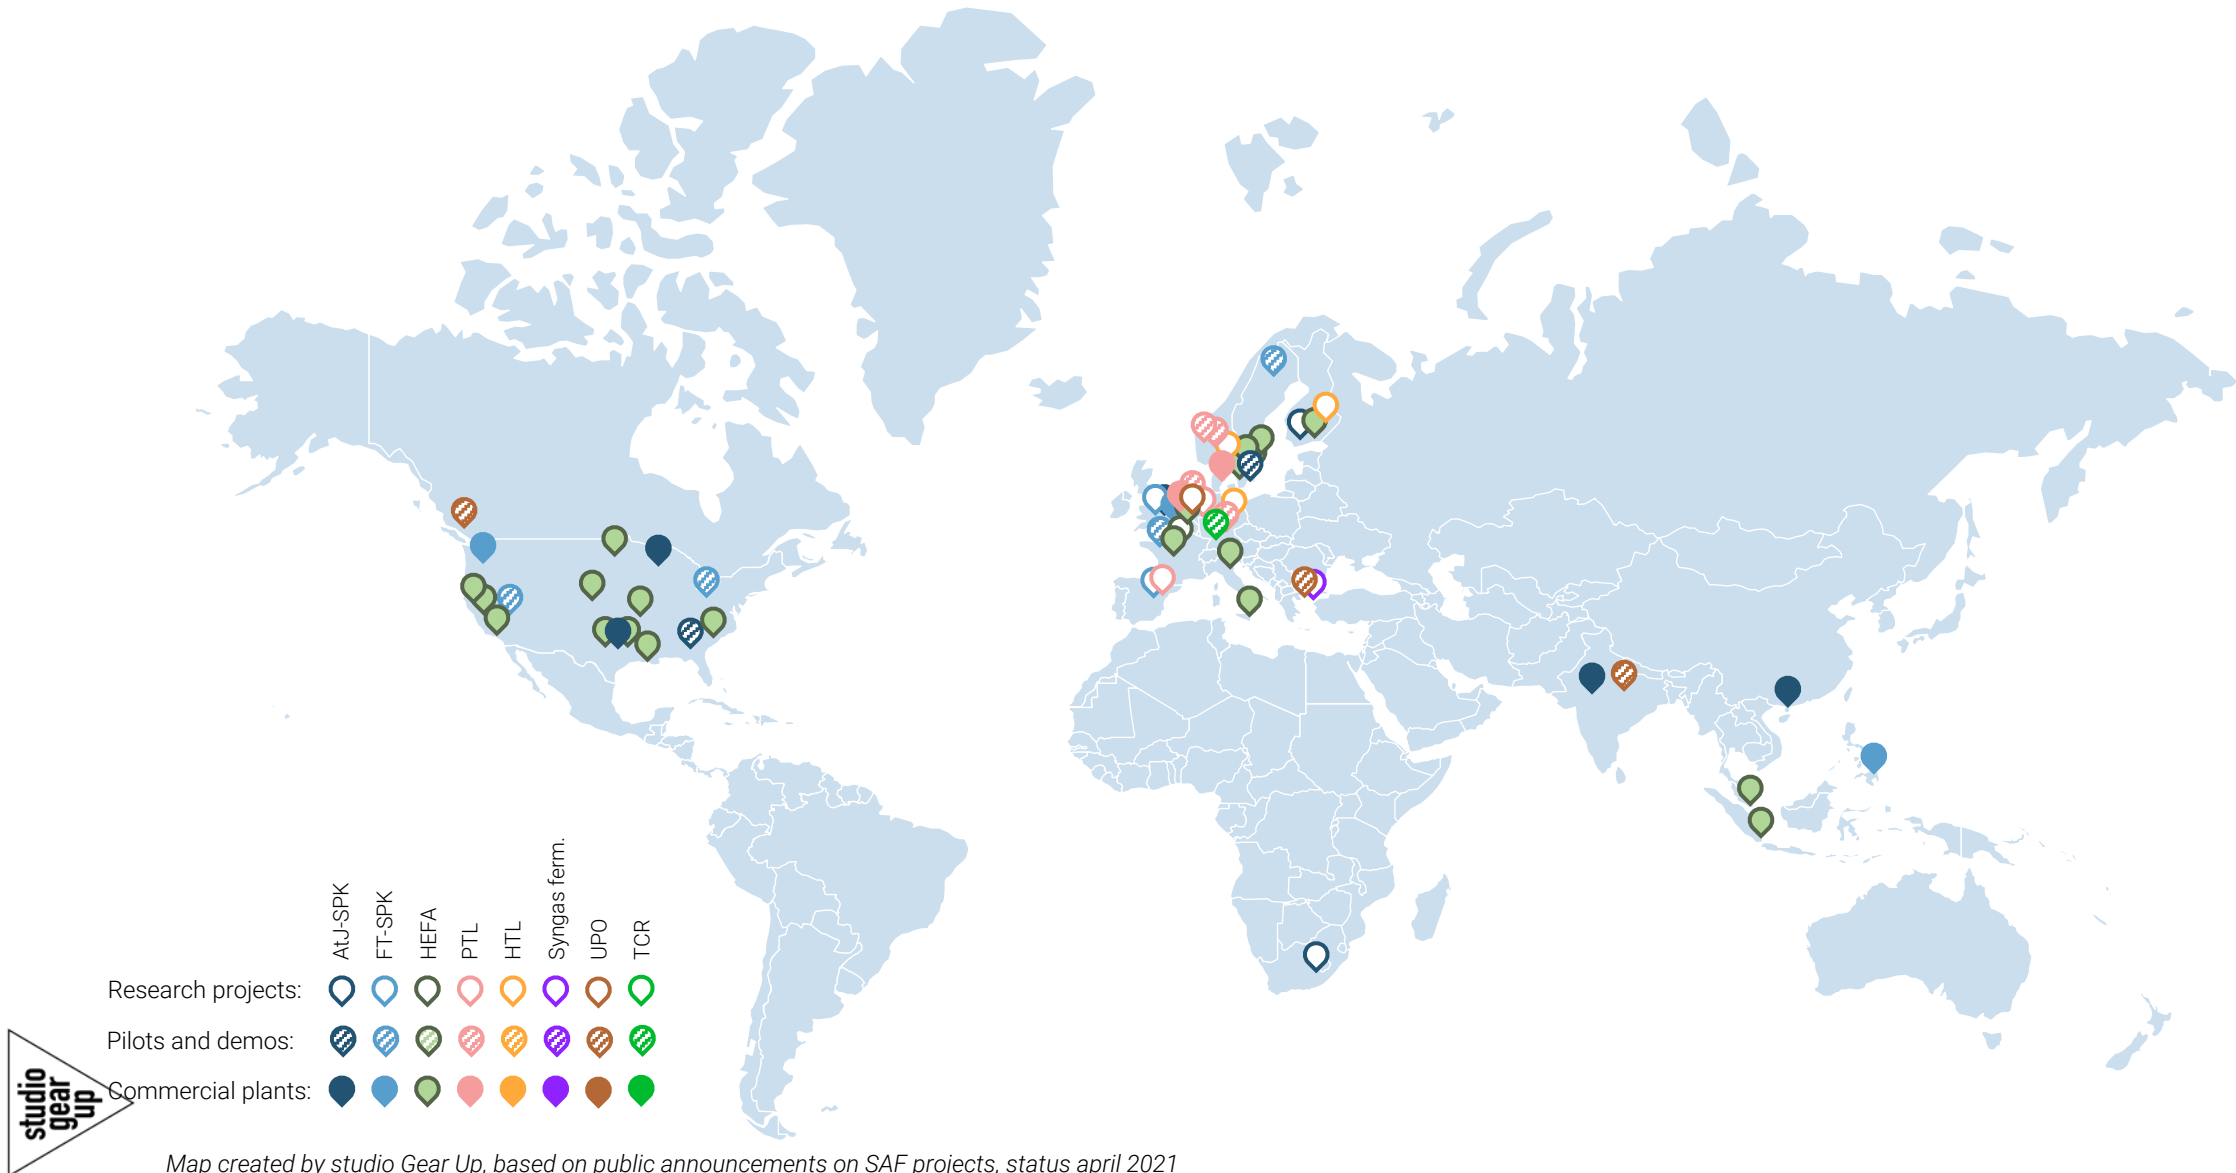 AtJ-SPK
FT-SPK
HEFA
PTL
HTL
Syngas ferm.
UPO
TCR
Research projects:
Pilots and demos:
Commercial plants:
studio
gear
up
Map created by studio Gear Up, based on public announcements on SAF projects, status april 2021